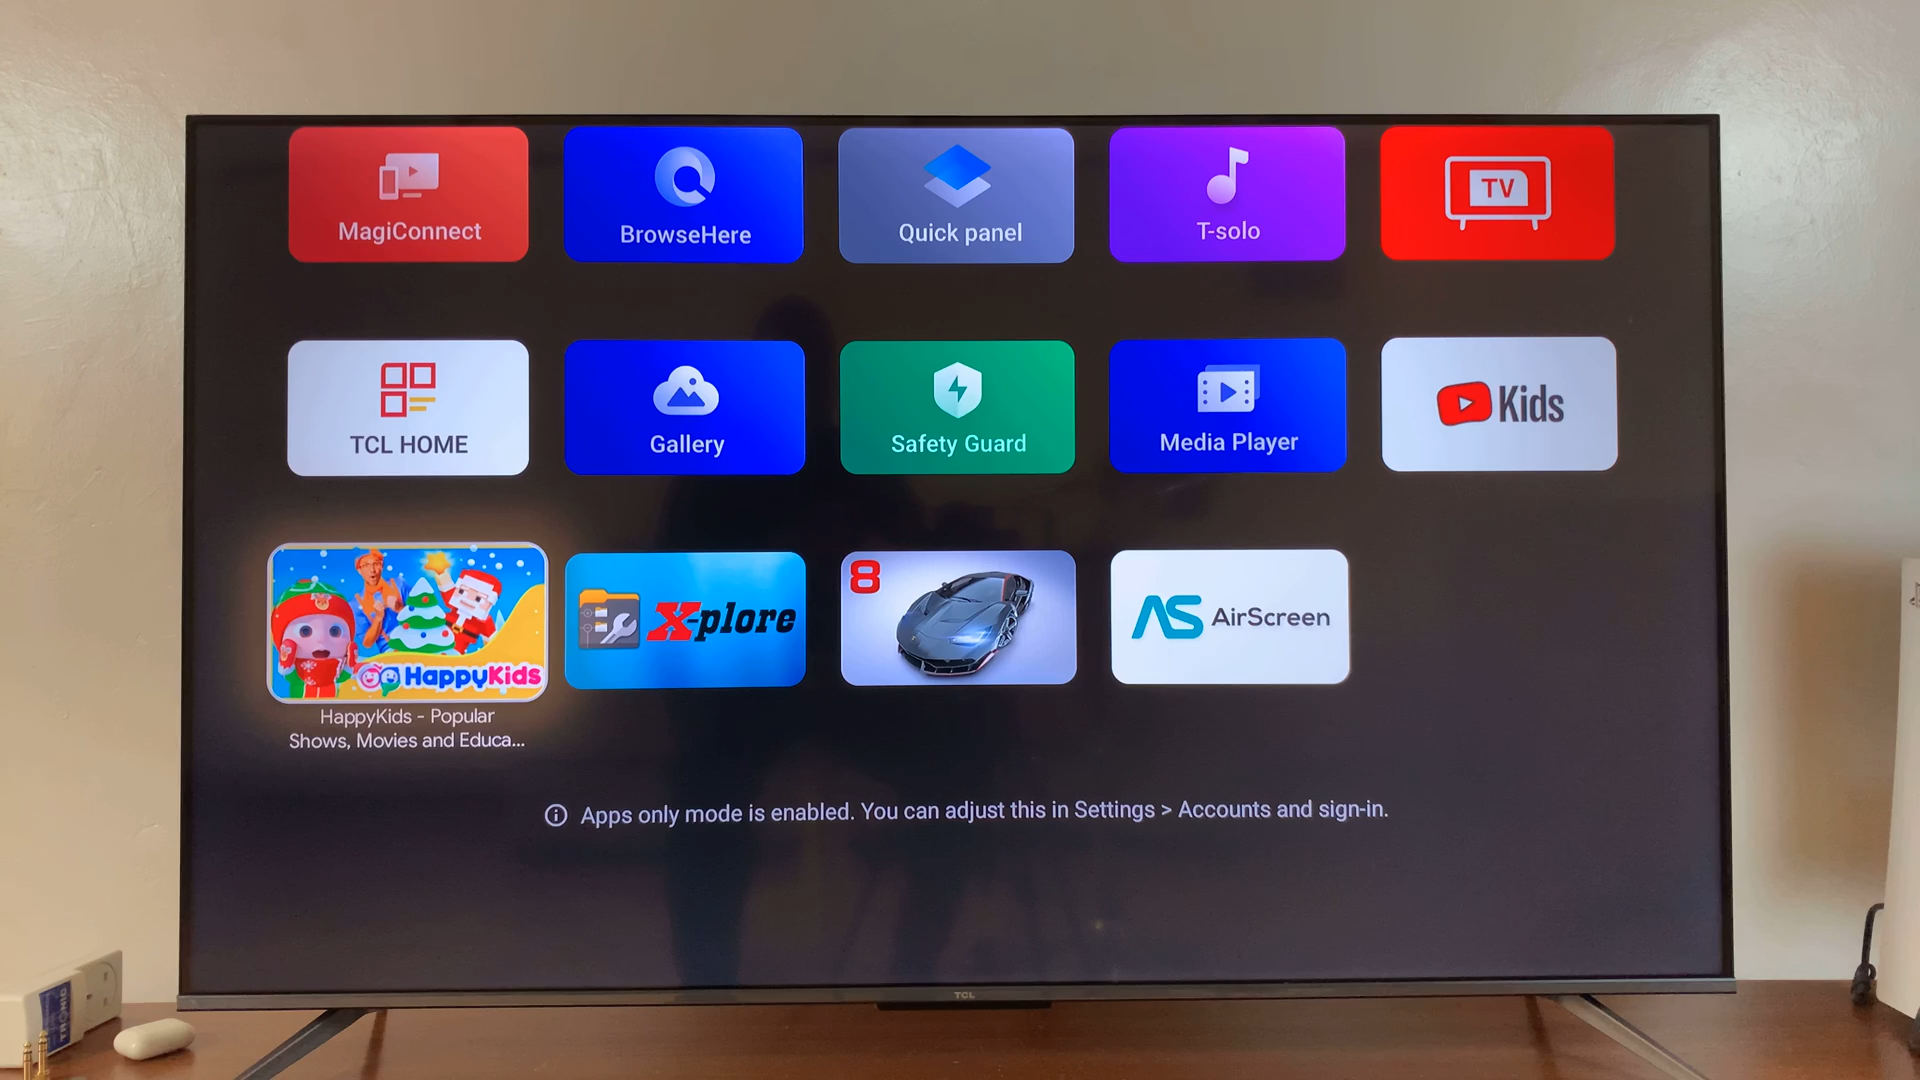 MagiConnect
BrowseHere
Quick panel
T-solo
TV
TCL HOME
Gallery
Safety Guard
Media Player
Kids
HappyKids
X-plore
8
AS AirScreen
HappyKids - Popular
Shows, Movies and Educa...
Apps only mode is enabled. You can adjust this in Settings > Accounts and sign-in.
TCL
TRONIC